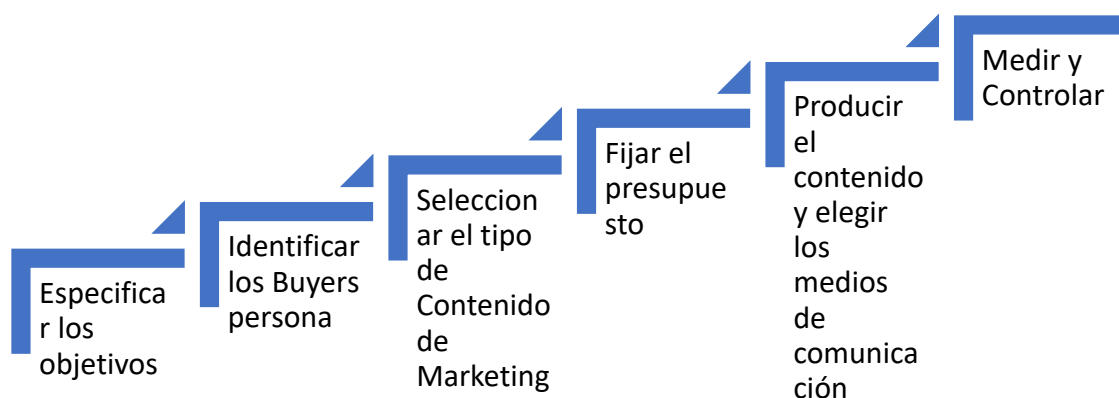 Especifica
r los
objetivos
Identificar
los Buyers
persona
Seleccion
ar el tipo
de
Contenido
de
Marketing
Fijar el
presupue
sto
Producir
el
contenido
y elegir
los
medios
de
comunica
ción
Medir y
Controlar